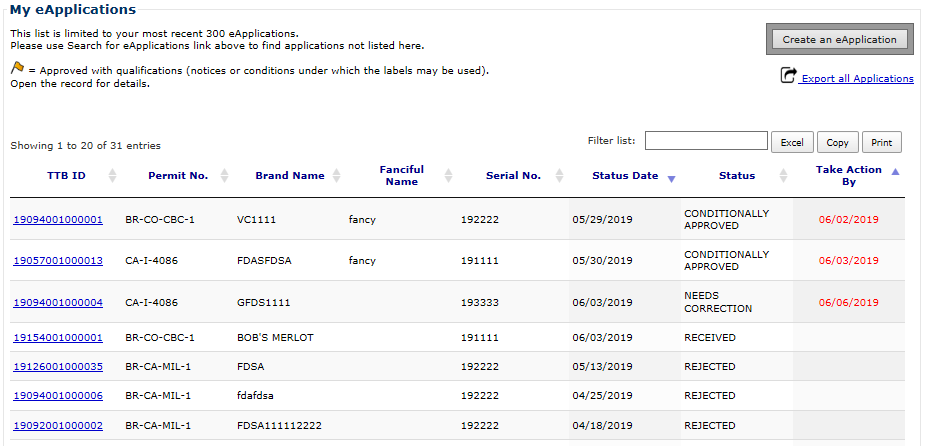 My eApplications
This list is limited to your most recent 300 eApplications.
Please use Search for eApplications link above to find applications not listed here.
Create an eApplication
= Approved with qualifications (notices or conditions under which the labels may be used).
Open the record for details.
Export all Applications
Showing 1 to 20 of 31 entries
Filter list: Excel Copy Print
TTB ID Permit No. Brand Name Fanciful Name Serial No. Status Date Status Take Action By
19094001000001 BR-CO-CBC-1 VC1111 fancy 192222 05/29/2019 CONDITIONALLY APPROVED 06/02/2019
19057001000013 CA-I-4086 FDASFDSA fancy 191111 05/30/2019 CONDITIONALLY APPROVED 06/03/2019
19094001000004 CA-I-4086 GFDS1111 193333 06/03/2019 NEEDS CORRECTION 06/06/2019
19154001000001 BR-CO-CBC-1 BOB'S MERLOT 191111 06/03/2019 RECEIVED
19126001000035 BR-CA-MIL-1 FDSA 192222 05/13/2019 REJECTED
19094001000006 BR-CA-MIL-1 fdafdsa 192222 04/25/2019 REJECTED
19092001000002 BR-CA-MIL-1 FDSA111112222 192222 04/18/2019 REJECTED